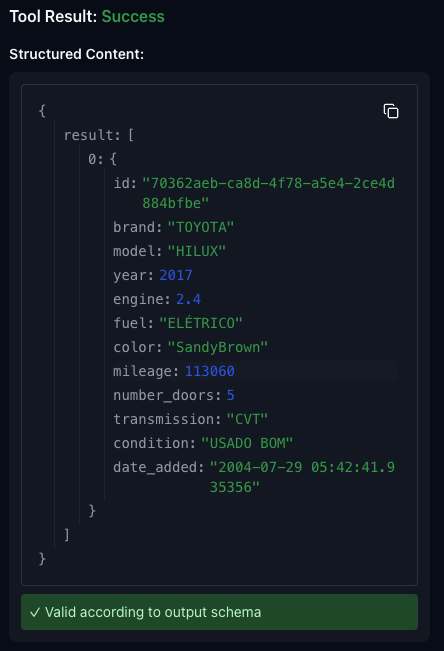 Tool Result: Success
Structured Content:
{
result: [
0: {
id: "70362aeb-ca8d-4f78-a5e4-2ce4d
884bfbe"
brand: "TOYOTA"
model: "HILUX"
year: 2017
engine: 2.4
fuel: "ELÉTRICO"
color: "SandyBrown"
mileage: 113060
number_doors: 5
transmission: "CVT"
condition: "USADO BOM"
date_added: "2004-07-29 05:42:41.9
35356"
}
]
}
✓ Valid according to output schema